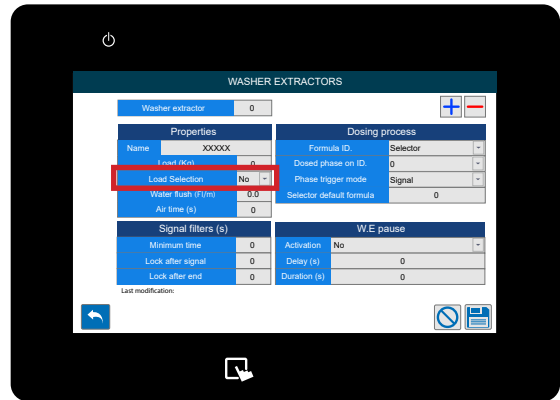 WASHER EXTRACTORS
Washer extractor 0
Properties
Name XXXXX
Load (Kg) 0
Load Selection No
Water flush (Fl/m) 0.0
Air time (s) 0
Dosing process
Formula ID. Selector
Dosed phase on ID. 0
Phase trigger mode Signal
Selector default formula 0
Signal filters (s)
Minimum time 0
Lock after signal 0
Lock after end 0
W.E pause
Activation No
Delay (s) 0
Duration (s) 0
Last modification: